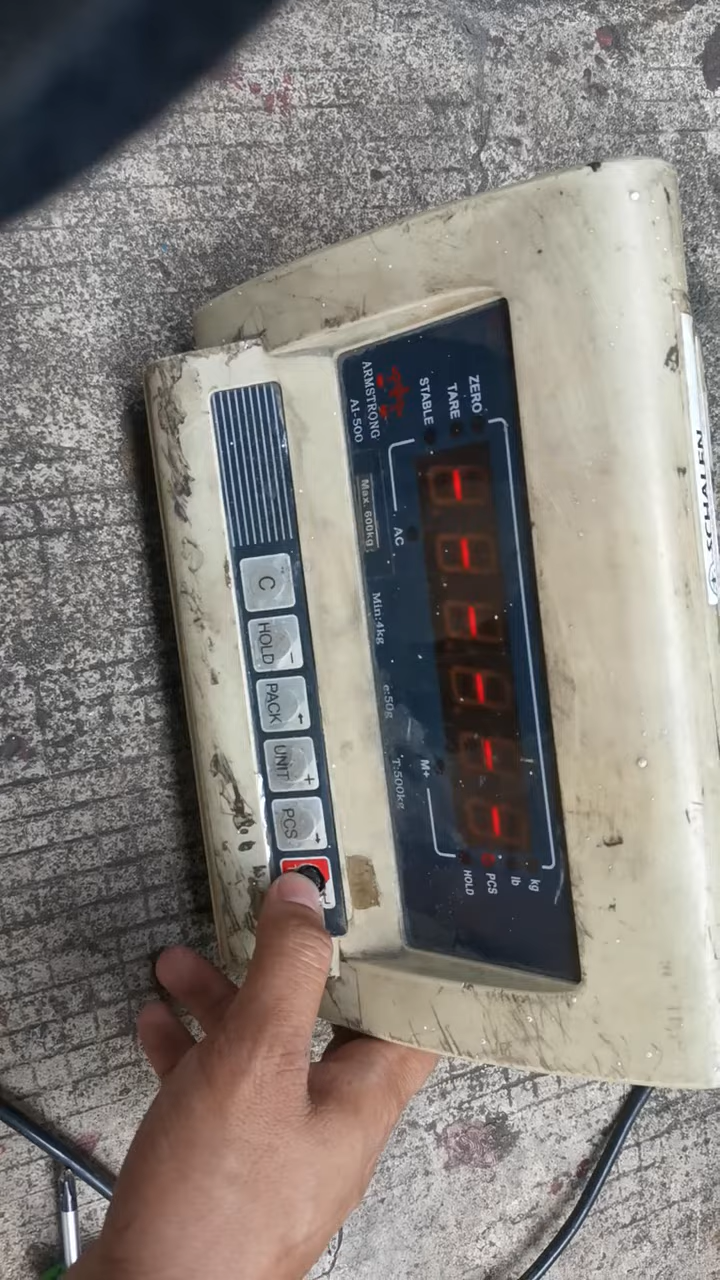 SCHALEN
ZERO
TARE
STABLE
kg
lb
PCS
HOLD
------
AC
M+
ARMSTRONG
AI-500
Max. 600kg
Min:4kg
e:50g
T:500kg
C
HOLD
-
PACK
←
UNIT
+
PCS
→